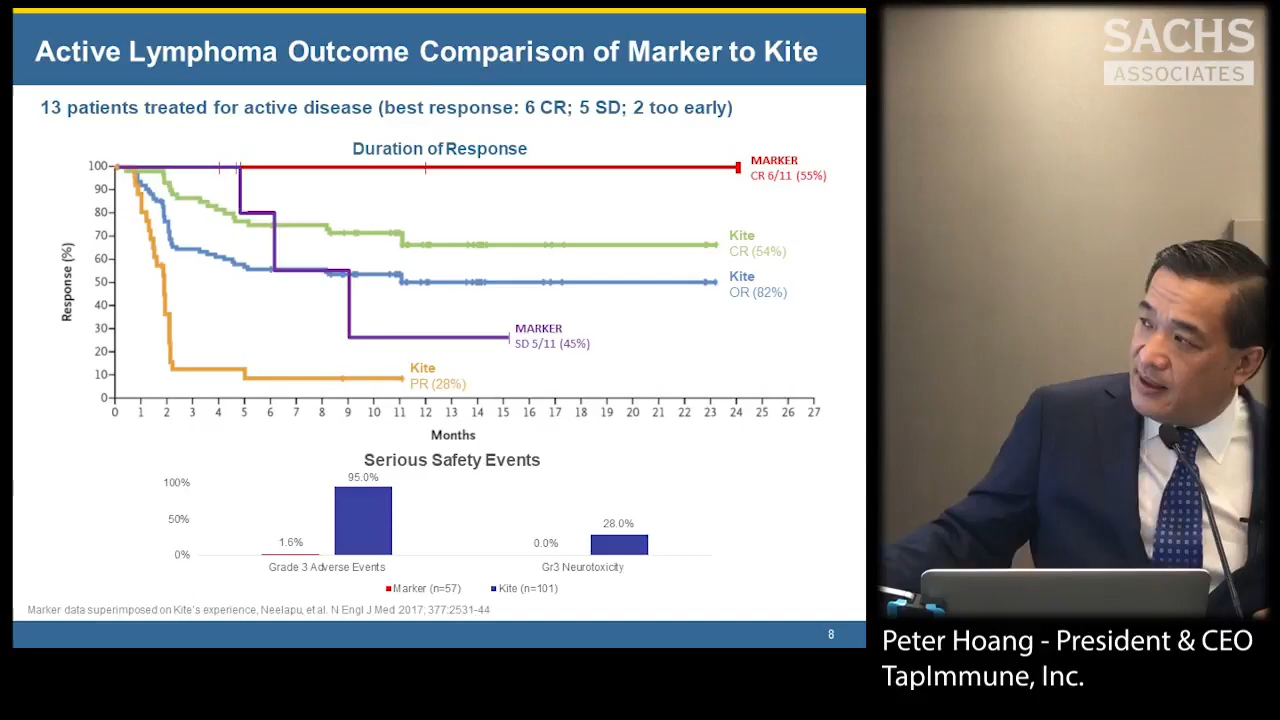 Active Lymphoma Outcome Comparison of Marker to Kite
13 patients treated for active disease (best response: 6 CR; 5 SD; 2 too early)
Duration of Response
Response (%)
100
90
80
70
60
50
40
30
20
10
0
MARKER
CR 6/11 (55%)
Kite
CR (54%)
Kite
OR (82%)
MARKER
SD 5/11 (45%)
Kite
PR (28%)
0 1 2 3 4 5 6 7 8 9 10 11 12 13 14 15 16 17 18 19 20 21 22 23 24 25 26 27
Months
Serious Safety Events
100%
50%
0%
1.6%
95.0%
0.0%
28.0%
Grade 3 Adverse Events
Gr3 Neurotoxicity
Marker (n=57)
Kite (n=101)
Marker data superimposed on Kite's experience, Neelapu, et al. N Engl J Med 2017; 377:2531-44
8
SACHS
ASSOCIATES
Peter Hoang - President & CEO
TapImmune, Inc.